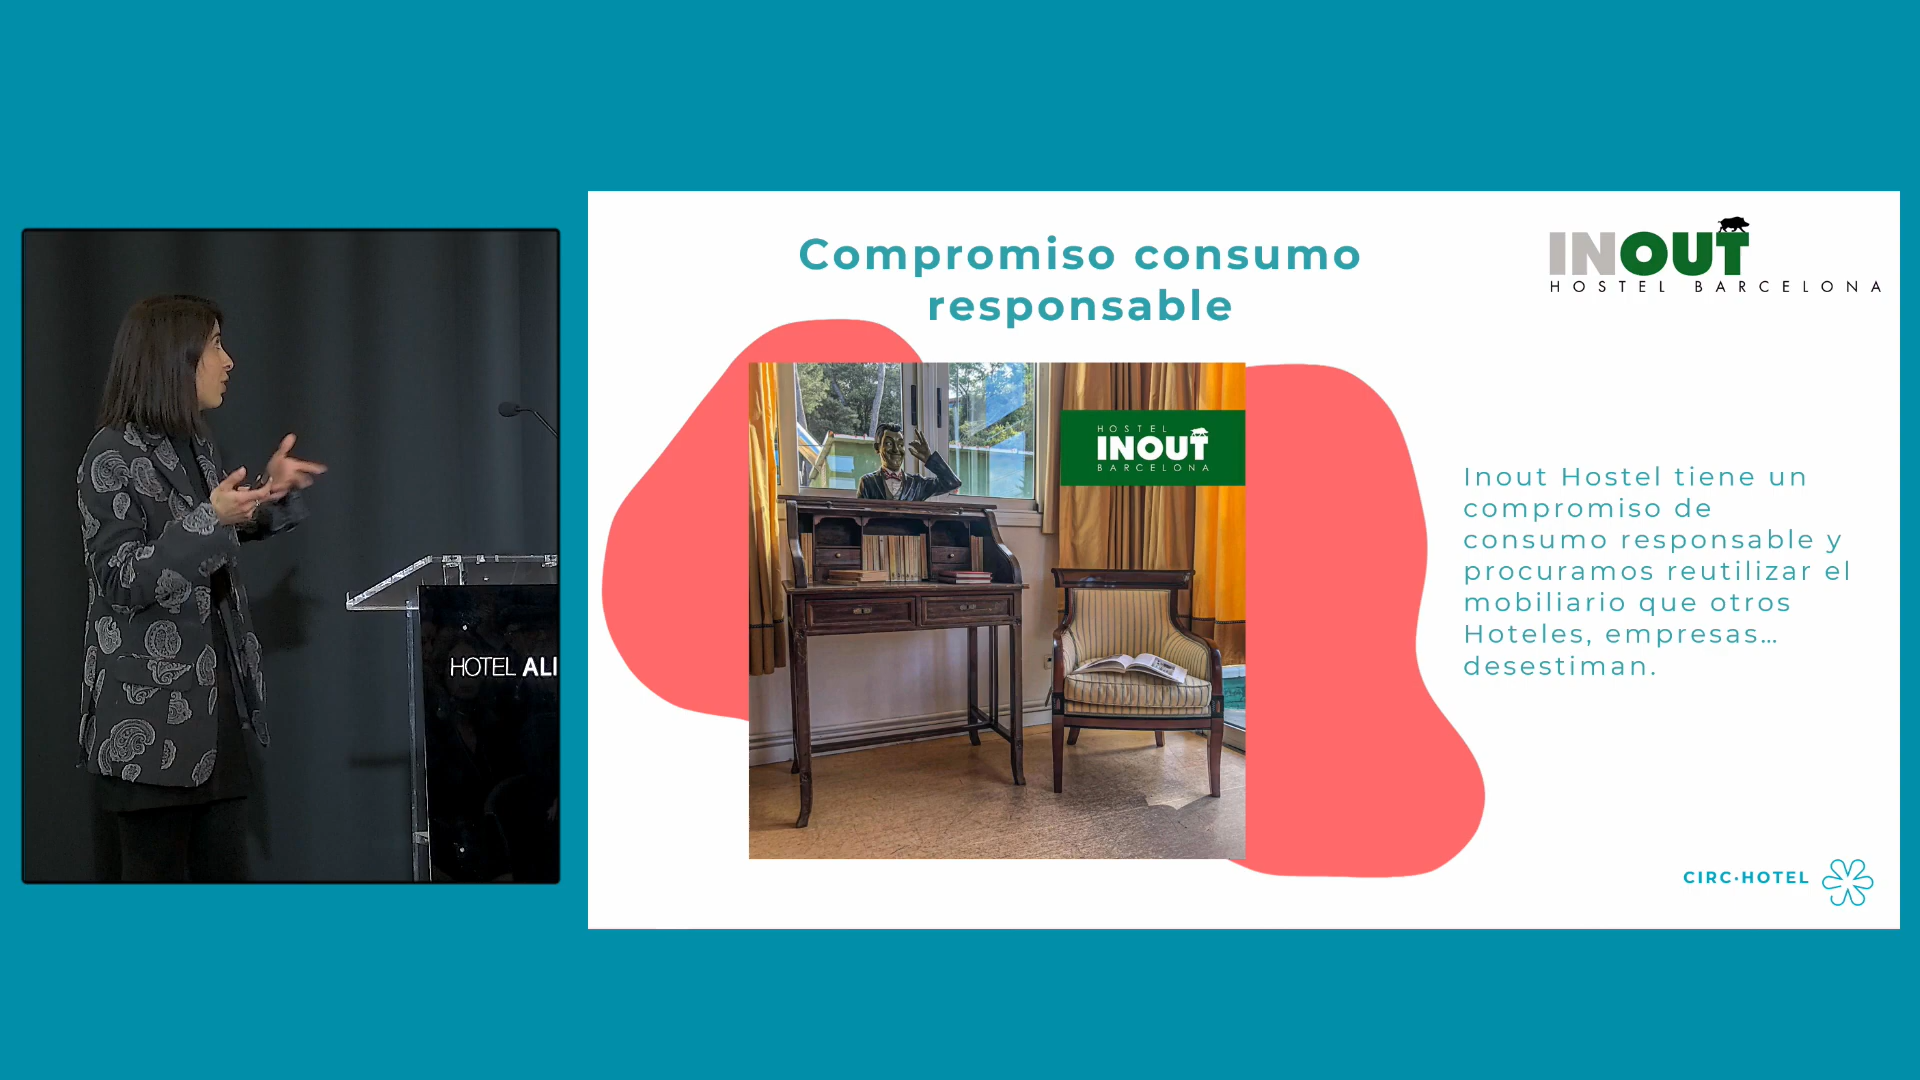 Compromiso consumo
responsable
INOUT
HOSTEL BARCELONA
HOSTEL
INOUT
BARCELONA
Inout Hostel tiene un
compromiso de
consumo responsable y
procuramos reutilizar el
mobiliario que otros
Hoteles, empresas...
desestiman.
HOTEL ALI
CIRC·HOTEL